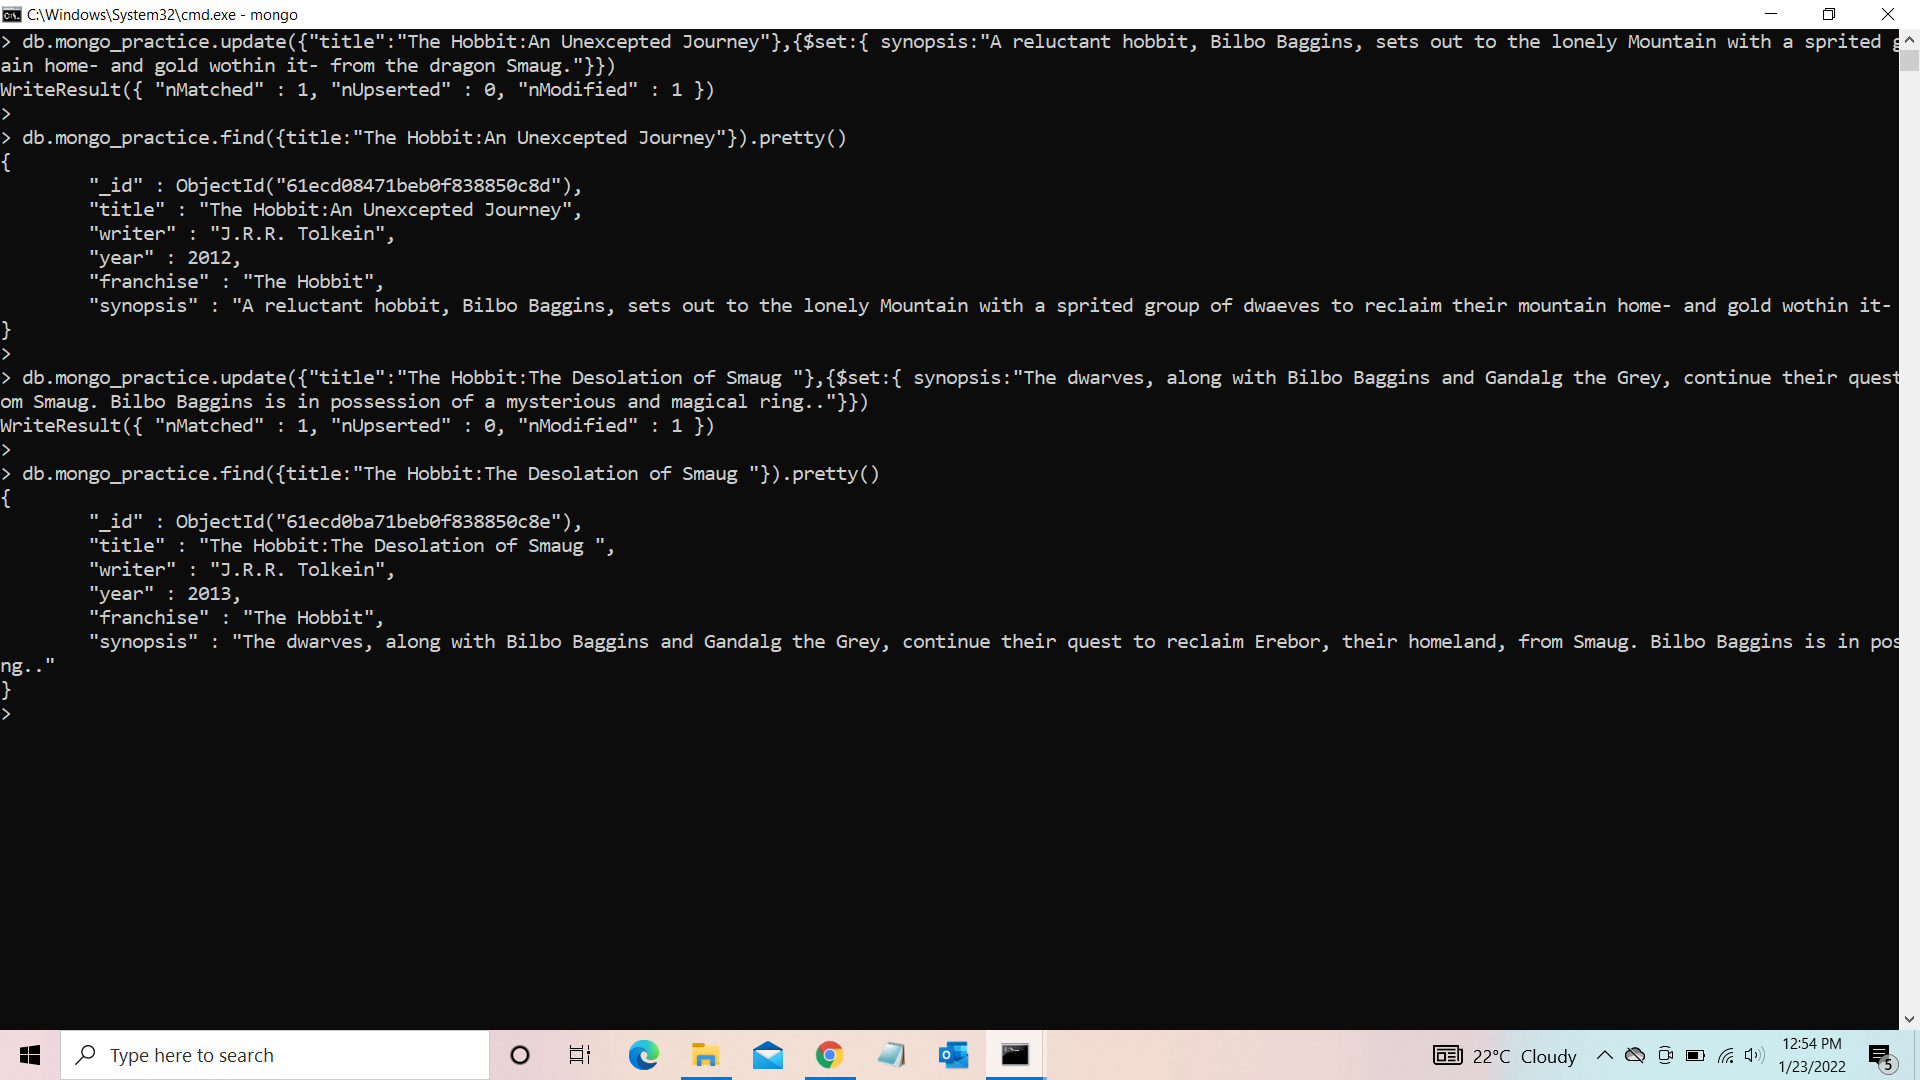 C:\Windows\System32\cmd.exe - mongo
> db.mongo_practice.update({"title":"The Hobbit:An Unexcepted Journey"},{$set:{ synopsis:"A reluctant hobbit, Bilbo Baggins, sets out to the lonely Mountain with a sprited g
ain home- and gold wothin it- from the dragon Smaug."}})
WriteResult({ "nMatched" : 1, "nUpserted" : 0, "nModified" : 1 })
>
> db.mongo_practice.find({title:"The Hobbit:An Unexcepted Journey"}).pretty()
{
"_id" : ObjectId("61ecd08471beb0f838850c8d"),
"title" : "The Hobbit:An Unexcepted Journey",
"writer" : "J.R.R. Tolkein",
"year" : 2012,
"franchise" : "The Hobbit",
"synopsis" : "A reluctant hobbit, Bilbo Baggins, sets out to the lonely Mountain with a sprited group of dwaeves to reclaim their mountain home- and gold wothin it-
}
>
> db.mongo_practice.update({"title":"The Hobbit:The Desolation of Smaug "},{$set:{ synopsis:"The dwarves, along with Bilbo Baggins and Gandalg the Grey, continue their quest
om Smaug. Bilbo Baggins is in possession of a mysterious and magical ring.."}})
WriteResult({ "nMatched" : 1, "nUpserted" : 0, "nModified" : 1 })
>
> db.mongo_practice.find({title:"The Hobbit:The Desolation of Smaug "}).pretty()
{
"_id" : ObjectId("61ecd0ba71beb0f838850c8e"),
"title" : "The Hobbit:The Desolation of Smaug ",
"writer" : "J.R.R. Tolkein",
"year" : 2013,
"franchise" : "The Hobbit",
"synopsis" : "The dwarves, along with Bilbo Baggins and Gandalg the Grey, continue their quest to reclaim Erebor, their homeland, from Smaug. Bilbo Baggins is in pos
ng.."
}
>
Type here to search
22°C Cloudy
12:54 PM
1/23/2022
5